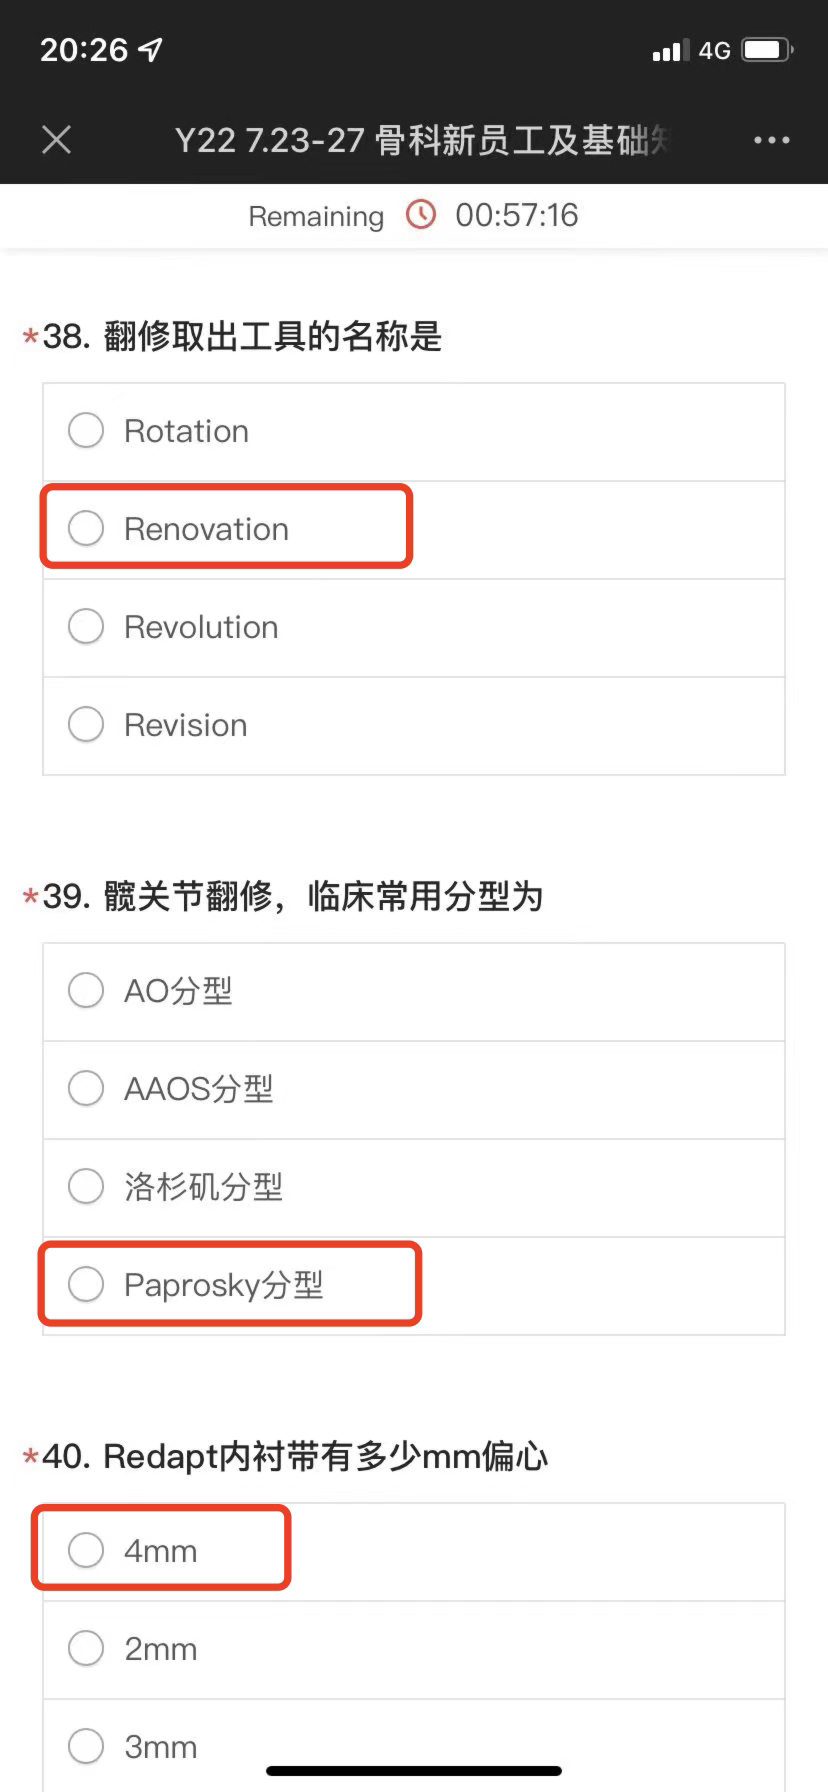 20:26
4G
Y22 7.23-27 骨科新员工及基础
Remaining 00:57:16
*38. 翻修取出工具的名称是
Rotation
Renovation
Revolution
Revision
*39. 髋关节翻修，临床常用分型为
AO分型
AAOS分型
洛杉矶分型
Paprosky分型
*40. Redapt内衬带有多少mm偏心
4mm
2mm
3mm